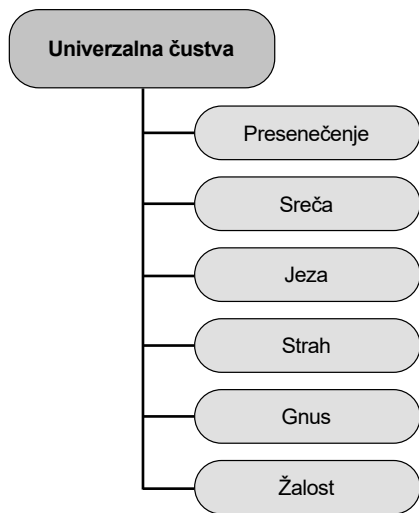 Univerzalna čustva
Presenečenje
Sreča
Jeza
Strah
Gnus
Žalost